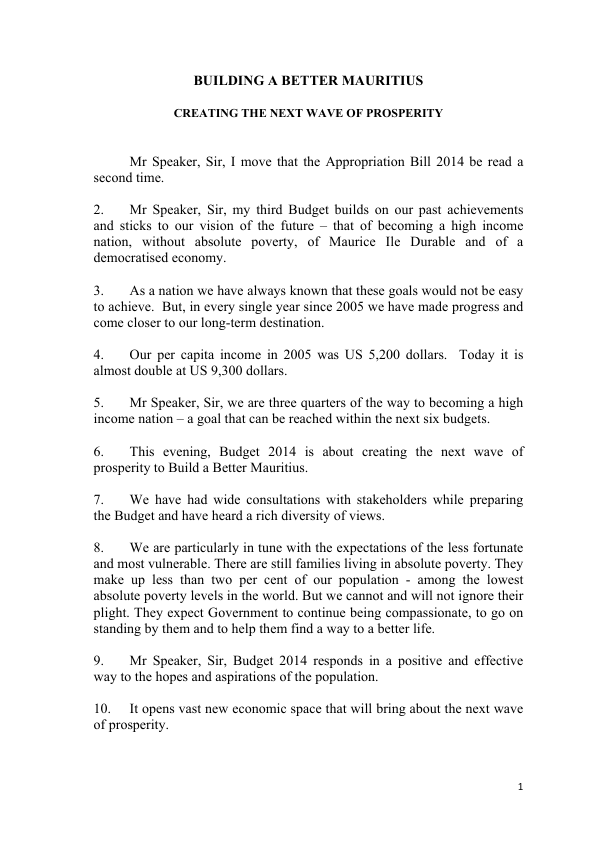 BUILDING A BETTER MAURITIUS
CREATING THE NEXT WAVE OF PROSPERITY
Mr Speaker, Sir, I move that the Appropriation Bill 2014 be read a
second time.
2. Mr Speaker, Sir, my third Budget builds on our past achievements
and sticks to our vision of the future – that of becoming a high income
nation, without absolute poverty, of Maurice Ile Durable and of a
democratised economy.
3. As a nation we have always known that these goals would not be easy
to achieve. But, in every single year since 2005 we have made progress and
come closer to our long-term destination.
4. Our per capita income in 2005 was US 5,200 dollars. Today it is
almost double at US 9,300 dollars.
5. Mr Speaker, Sir, we are three quarters of the way to becoming a high
income nation – a goal that can be reached within the next six budgets.
6. This evening, Budget 2014 is about creating the next wave of
prosperity to Build a Better Mauritius.
7. We have had wide consultations with stakeholders while preparing
the Budget and have heard a rich diversity of views.
8. We are particularly in tune with the expectations of the less fortunate
and most vulnerable. There are still families living in absolute poverty. They
make up less than two per cent of our population - among the lowest
absolute poverty levels in the world. But we cannot and will not ignore their
plight. They expect Government to continue being compassionate, to go on
standing by them and to help them find a way to a better life.
9. Mr Speaker, Sir, Budget 2014 responds in a positive and effective
way to the hopes and aspirations of the population.
10. It opens vast new economic space that will bring about the next wave
of prosperity.
1